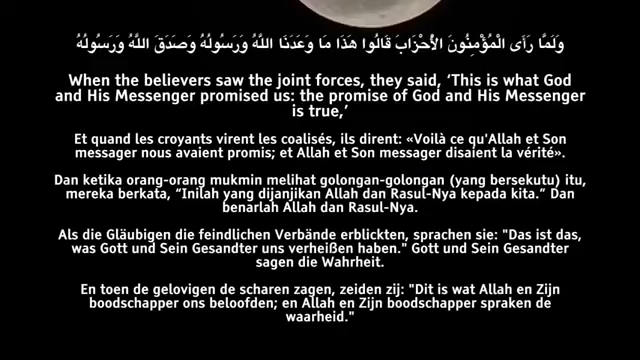 وَلَمَّا رَأَى الْمُؤْمِنُونَ الْأَحْزَابَ قَالُوا هَذَا مَا وَعَدَنَا اللَّهُ وَرَسُولُهُ وَصَدَقَ اللَّهُ وَرَسُولُهُ
When the believers saw the joint forces, they said, ‘This is what God
and His Messenger promised us: the promise of God and His Messenger
is true,’
Et quand les croyants virent les coalisés, ils dirent: «Voilà ce qu'Allah et Son
messager nous avaient promis; et Allah et Son messager disaient la vérité».
Dan ketika orang-orang mukmin melihat golongan-golongan (yang bersekutu) itu,
mereka berkata, “Inilah yang dijanjikan Allah dan Rasul-Nya kepada kita.” Dan
benarlah Allah dan Rasul-Nya.
Als die Gläubigen die feindlichen Verbände erblickten, sprachen sie: "Das ist das,
was Gott und Sein Gesandter uns verheißen haben." Gott und Sein Gesandter
sagen die Wahrheit.
En toen de gelovigen de scharen zagen, zeiden zij: "Dit is wat Allah en Zijn
boodschapper ons beloofden; en Allah en Zijn boodschapper spraken de
waarheid."